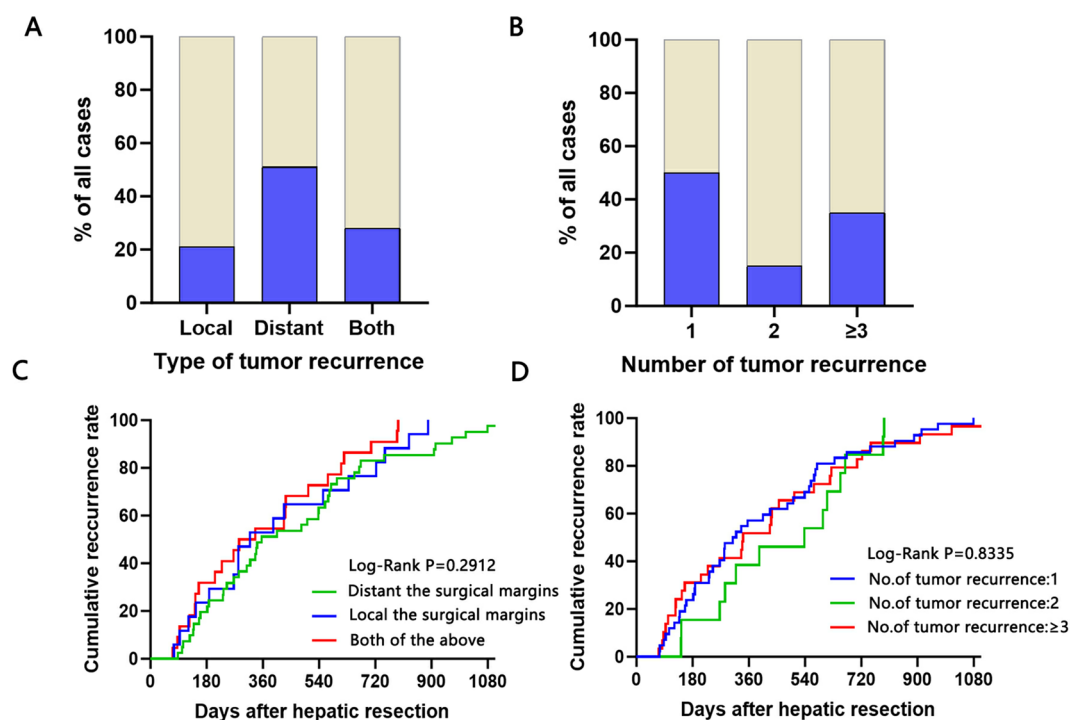 A
% of all cases
100
80
60
40
20
0
Local Distant Both
Type of tumor recurrence
B
% of all cases
100
80
60
40
20
0
1 2 ≥3
Number of tumor recurrence
C
Cumulative reccurrence rate
100
80
60
40
20
0
Log-Rank P=0.2912
Distant the surgical margins
Local the surgical margins
Both of the above
0 180 360 540 720 900 1080
Days after hepatic resection
D
Cumulative reccurrence rate
100
80
60
40
20
0
Log-Rank P=0.8335
No.of tumor recurrence:1
No.of tumor recurrence:2
No.of tumor recurrence:≥3
0 180 360 540 720 900 1080
Days after hepatic resection